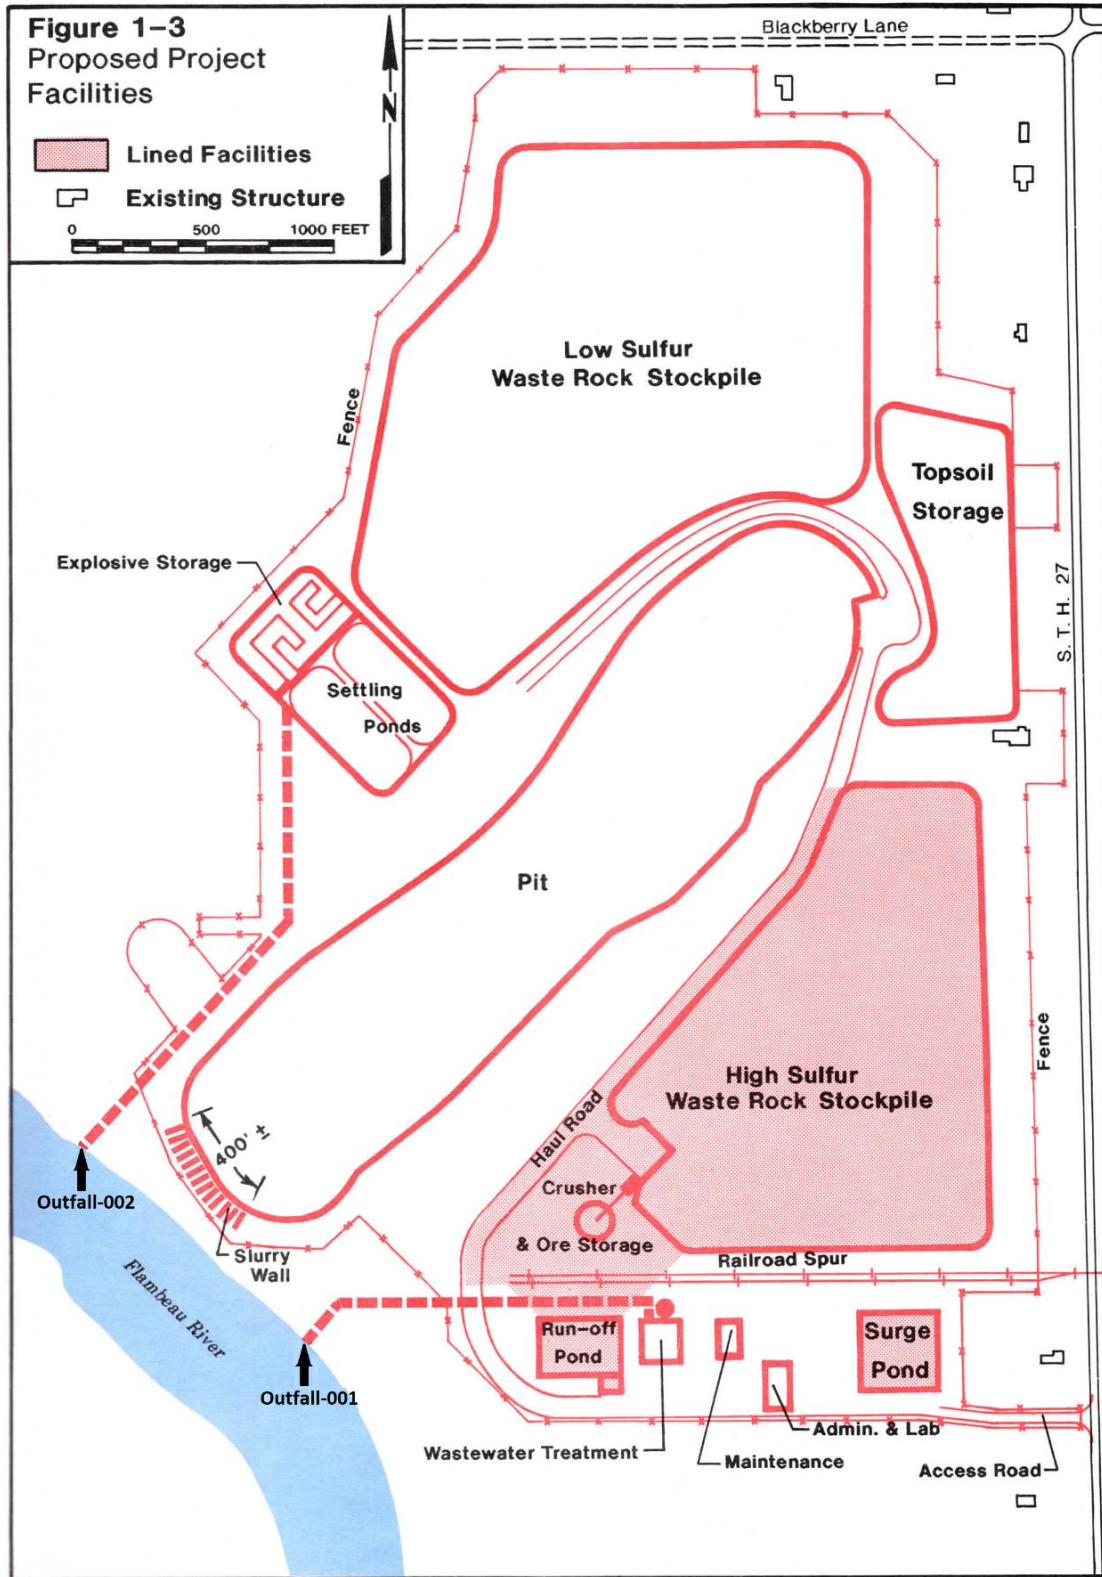 Figure 1-3
Proposed Project
Facilities
N
Lined Facilities
Existing Structure
0 500 1000 FEET
Blackberry Lane
Low Sulfur
Waste Rock Stockpile
Fence
Topsoil
Storage
S. T. H. 27
Explosive Storage
Settling
Ponds
Pit
High Sulfur
Waste Rock Stockpile
Fence
Haul Road
400' ±
Crusher
& Ore Storage
Outfall-002
Slurry
Wall
Railroad Spur
Flambeau River
Run-off
Pond
Surge
Pond
Outfall-001
Admin. & Lab
Wastewater Treatment
Maintenance
Access Road